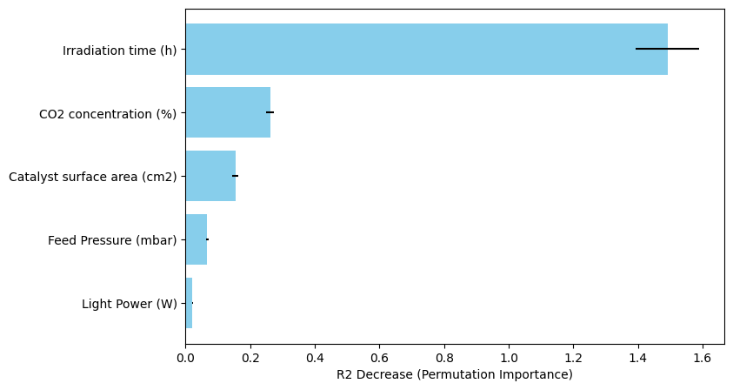 Irradiation time (h)
CO2 concentration (%)
Catalyst surface area (cm2)
Feed Pressure (mbar)
Light Power (W)
0.0 0.2 0.4 0.6 0.8 1.0 1.2 1.4 1.6
R2 Decrease (Permutation Importance)